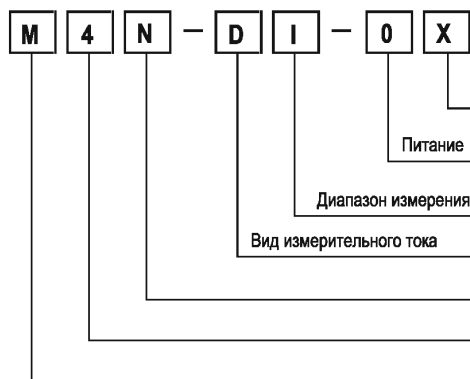 M 4 N – D I – 0 X
Питание
Диапазон измерения
Вид измерительного тока